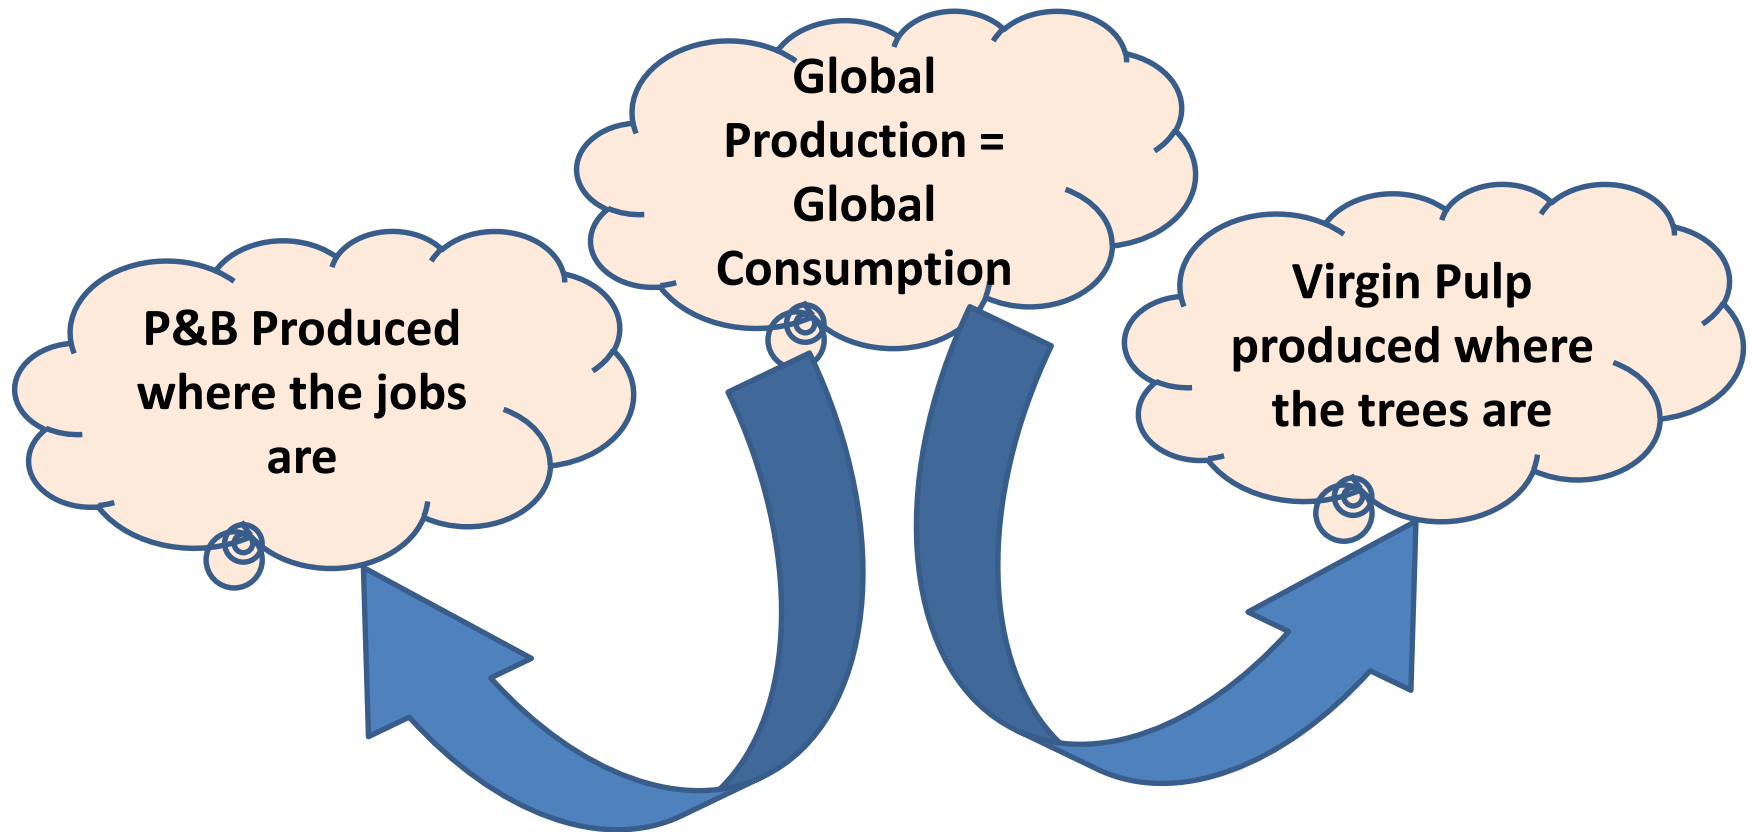 Global
Production =
Global
Consumption
P&B Produced
where the jobs
are
Virgin Pulp
produced where
the trees are